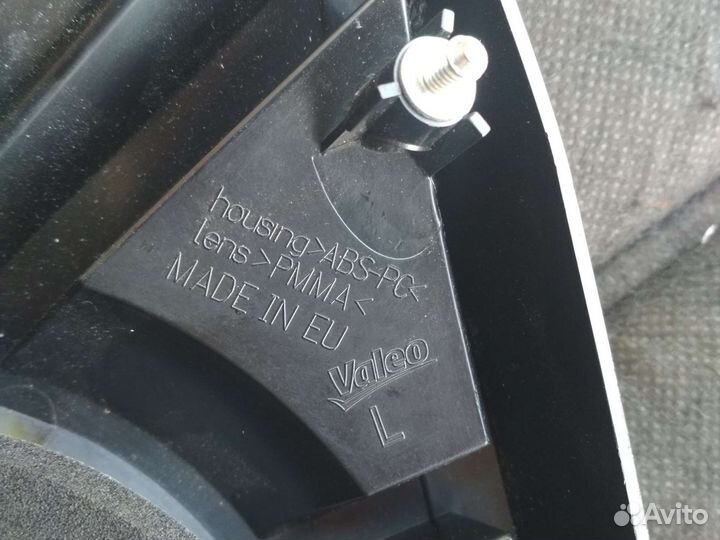 housing>ABS-PC<
lens>PMMA<
MADE IN EU
Valeo
L
Avito